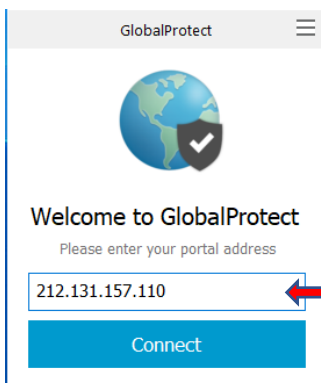 GlobalProtect
Welcome to GlobalProtect
Please enter your portal address
212.131.157.110
Connect